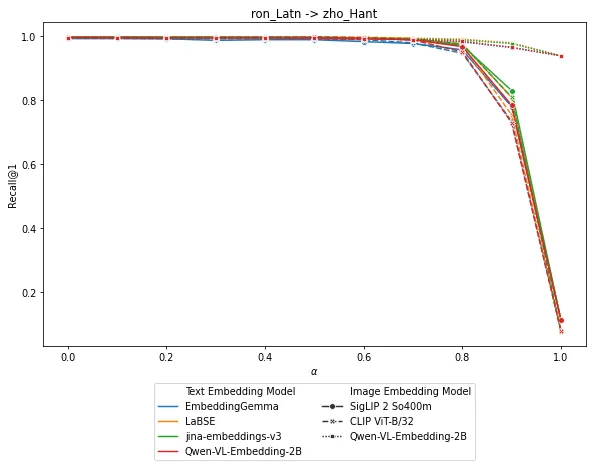 ron_Latn -> zho_Hant
1.0
0.8
0.6
0.4
0.2
Recall@1
0.0 0.2 0.4 0.6 0.8 1.0
α
Text Embedding Model Image Embedding Model
EmbeddingGemma SigLIP 2 So400m
LaBSE CLIP ViT-B/32
jina-embeddings-v3 Qwen-VL-Embedding-2B
Qwen-VL-Embedding-2B